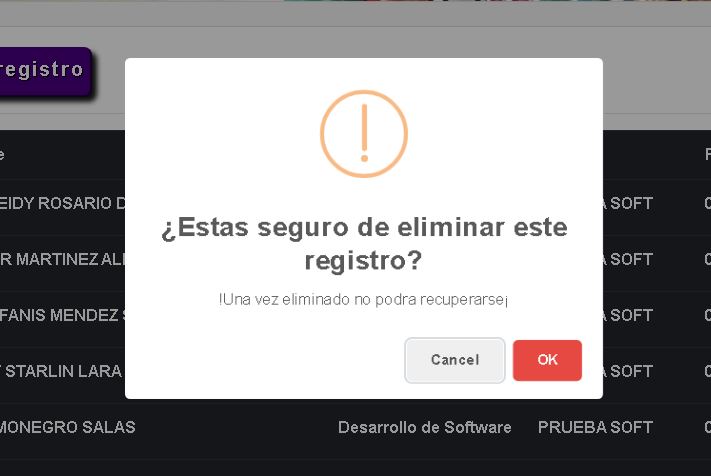 registro
EIDY ROSARIO D
SOFT
¿Estas seguro de eliminar este
registro?
R MARTINEZ ALI
SOFT
!Una vez eliminado no podra recuperarse¡
FANIS MENDEZ
SOFT
Cancel
OK
STARLIN LARA
SOFT
MONEGRO SALAS
Desarrollo de Software
PRUEBA SOFT